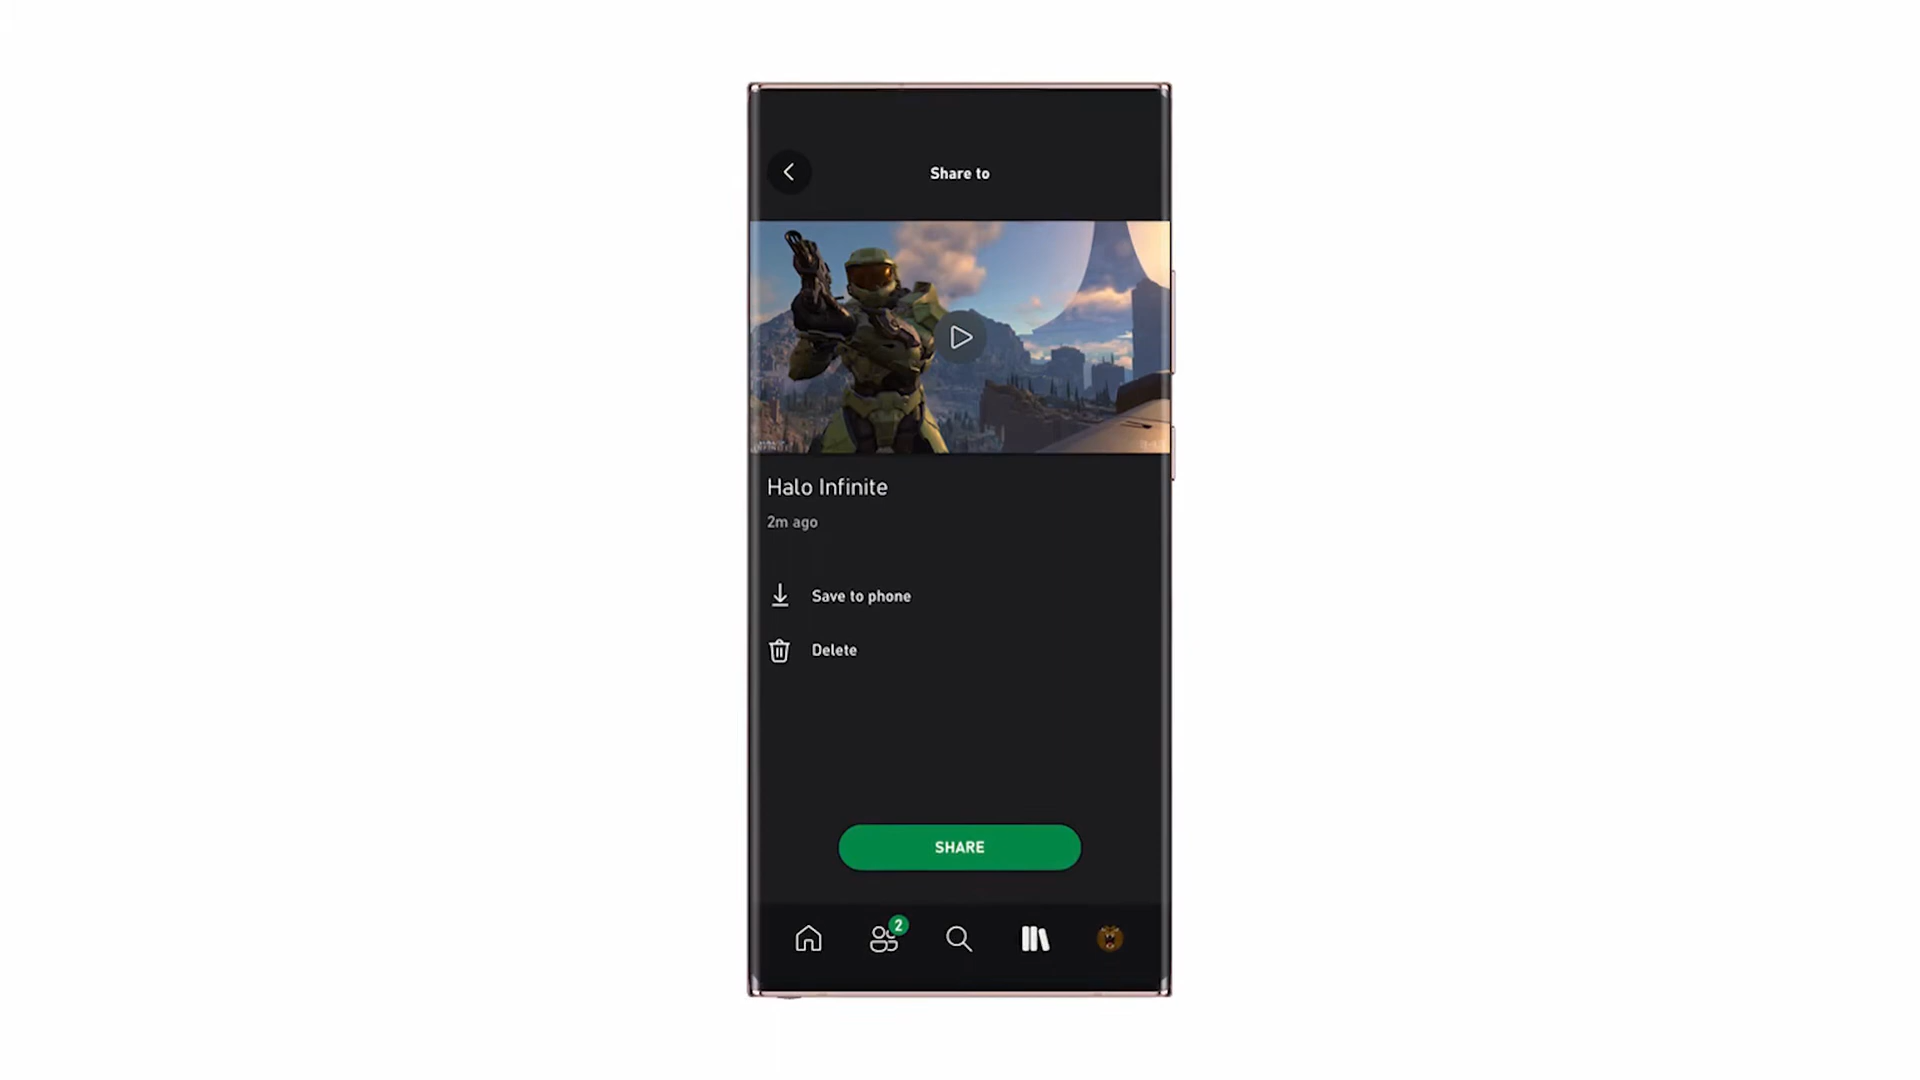 Share to
Halo Infinite
2m ago
Save to phone
Delete
SHARE
2